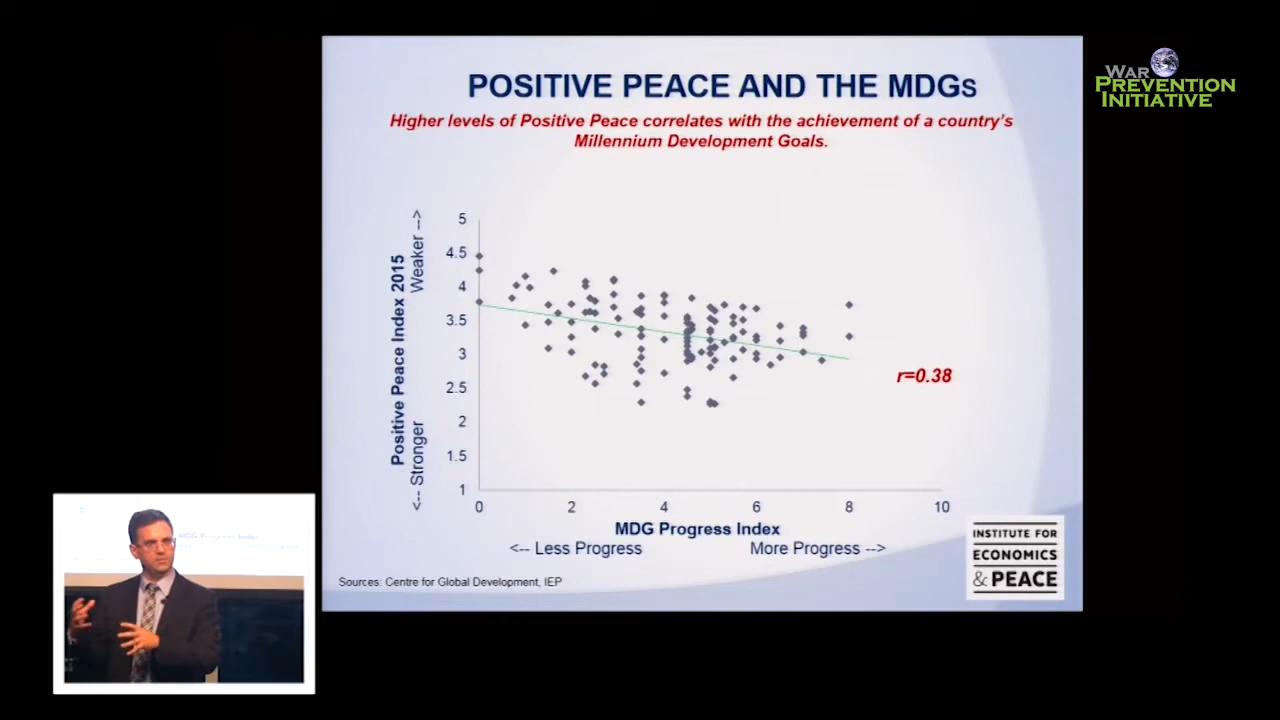 POSITIVE PEACE AND THE MDGs
Higher levels of Positive Peace correlates with the achievement of a country's
Millennium Development Goals.
WAR
PREVENTION
INITIATIVE
Positive Peace Index 2015
<-- Stronger
Weaker -->
5
4.5
4
3.5
3
2.5
2
1.5
1
r=0.38
0
2
4
6
8
10
MDG Progress Index
<-- Less Progress
More Progress -->
Sources: Centre for Global Development, IEP
INSTITUTE FOR
ECONOMICS
& PEACE
MDG Progress Index